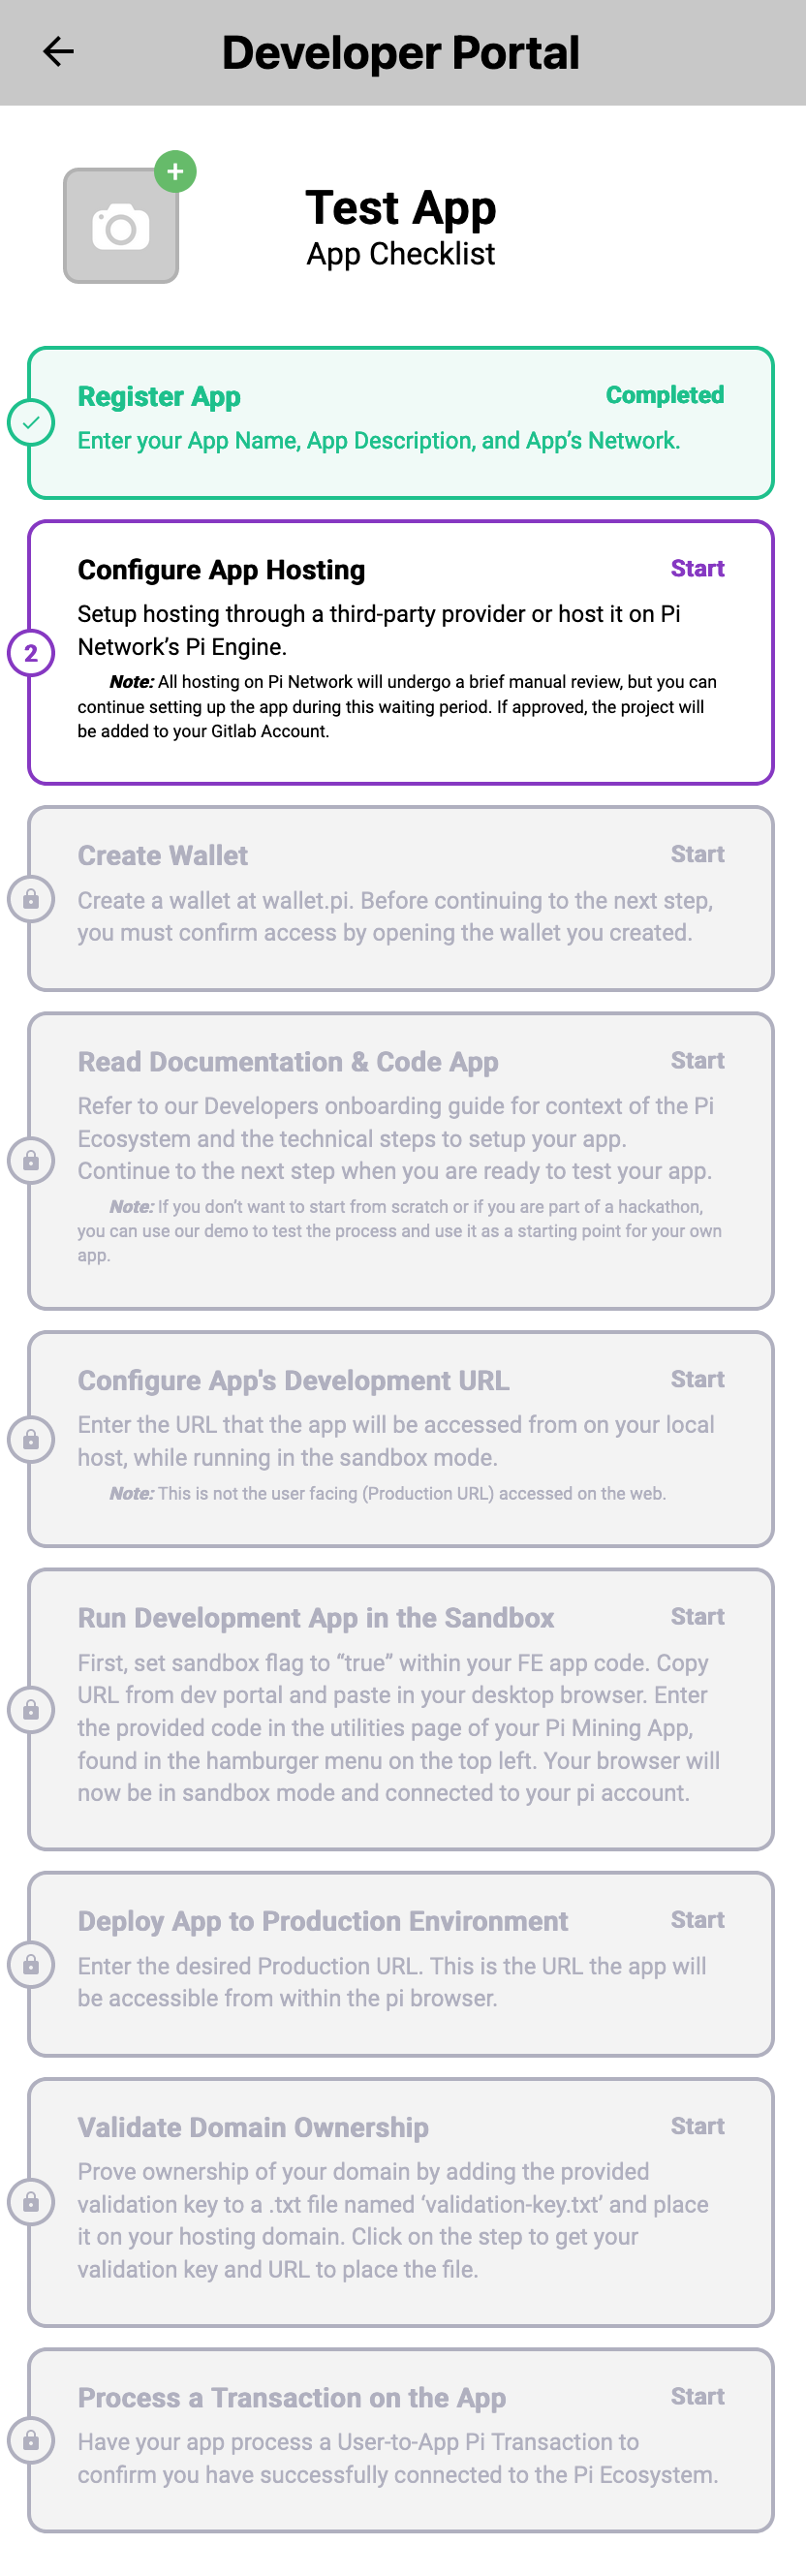 Developer Portal
Test App
App Checklist
Register App
Completed
Enter your App Name, App Description, and App’s Network.
Configure App Hosting
Start
Setup hosting through a third-party provider or host it on Pi
Network’s Pi Engine.
2
Note: All hosting on Pi Network will undergo a brief manual review, but you can
continue setting up the app during this waiting period. If approved, the project will
be added to your Gitlab Account.
Create Wallet
Start
Create a wallet at wallet.pi. Before continuing to the next step,
you must confirm access by opening the wallet you created.
Read Documentation & Code App
Start
Refer to our Developers onboarding guide for context of the Pi
Ecosystem and the technical steps to setup your app.
Continue to the next step when you are ready to test your app.
Note: If you don’t want to start from scratch or if you are part of a hackathon,
you can use our demo to test the process and use it as a starting point for your own
app.
Configure App's Development URL
Start
Enter the URL that the app will be accessed from on your local
host, while running in the sandbox mode.
Note: This is not the user facing (Production URL) accessed on the web.
Run Development App in the Sandbox
Start
First, set sandbox flag to “true” within your FE app code. Copy
URL from dev portal and paste in your desktop browser. Enter
the provided code in the utilities page of your Pi Mining App,
found in the hamburger menu on the top left. Your browser will
now be in sandbox mode and connected to your pi account.
Deploy App to Production Environment
Start
Enter the desired Production URL. This is the URL the app will
be accessible from within the pi browser.
Validate Domain Ownership
Start
Prove ownership of your domain by adding the provided
validation key to a .txt file named ‘validation-key.txt’ and place
it on your hosting domain. Click on the step to get your
validation key and URL to place the file.
Process a Transaction on the App
Start
Have your app process a User-to-App Pi Transaction to
confirm you have successfully connected to the Pi Ecosystem.